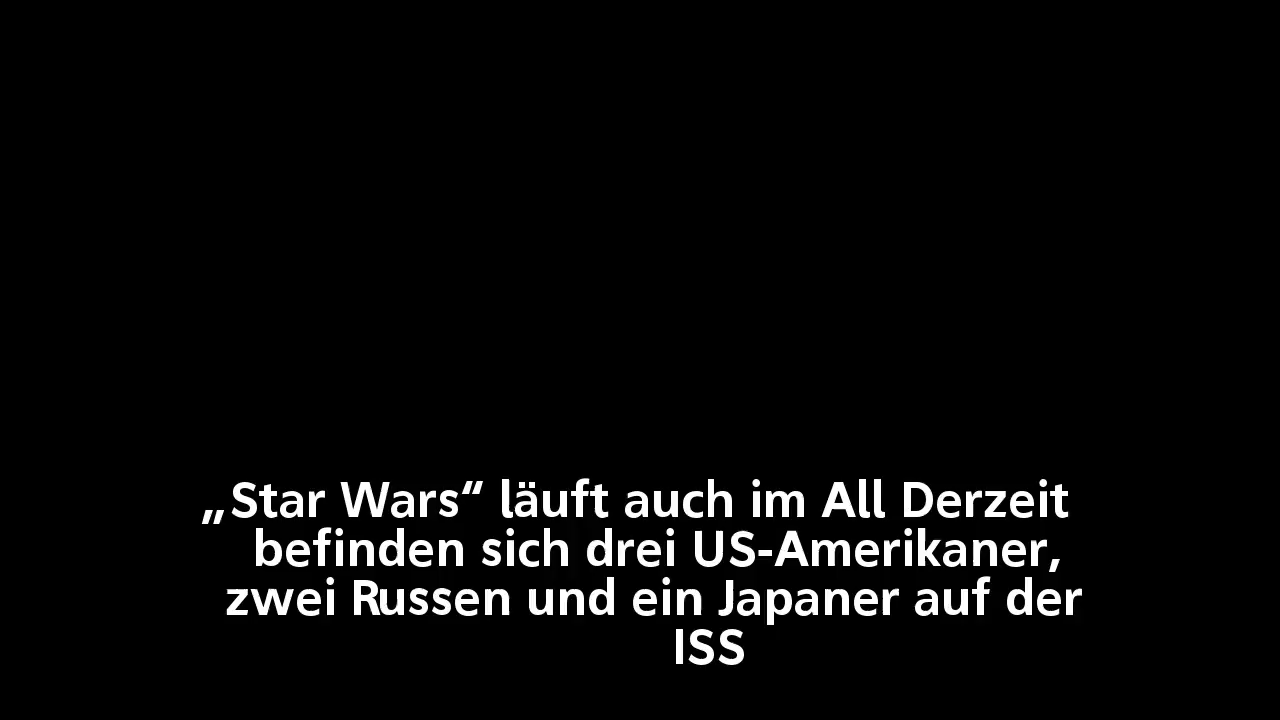 „Star Wars“ läuft auch im All Derzeit
befinden sich drei US-Amerikaner,
zwei Russen und ein Japaner auf der
ISS